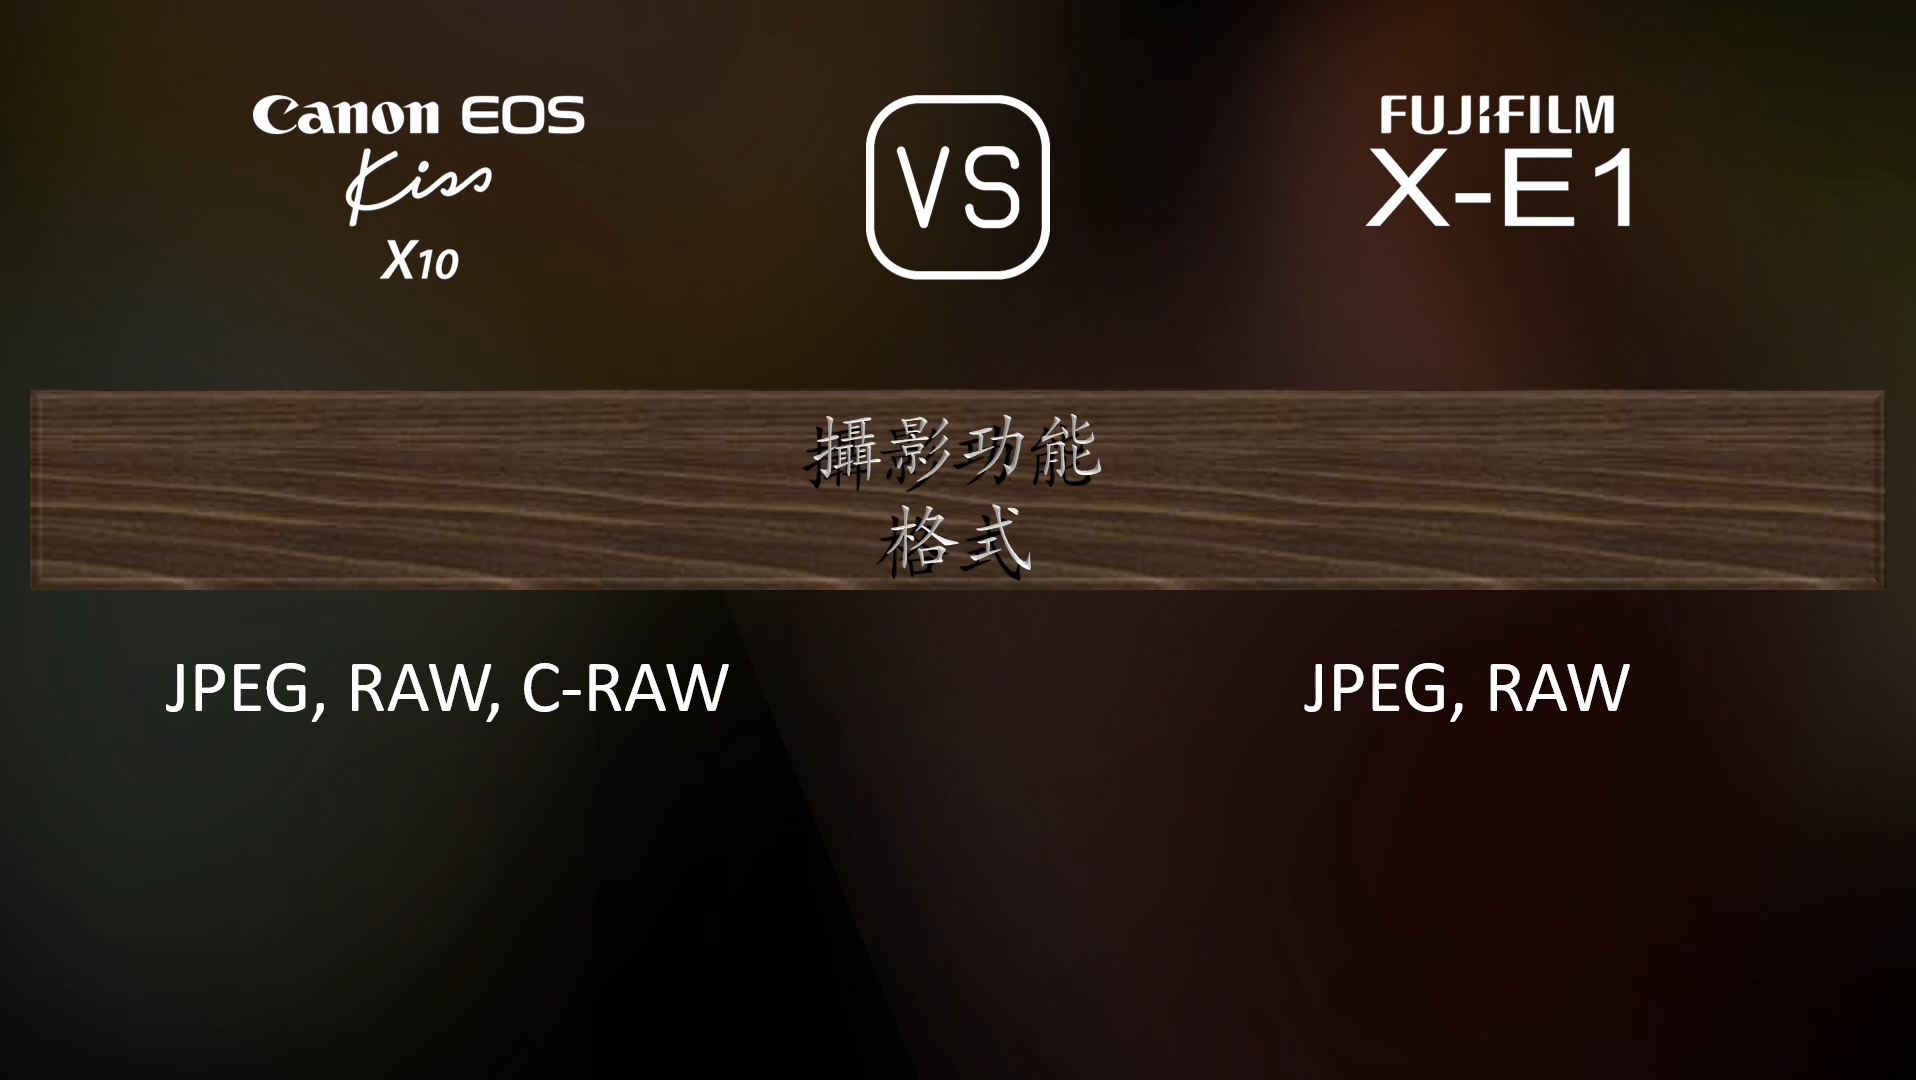 Canon EOS
Kiss
X10
VS
FUJIFILM
X-E1
攝影功能
格式
JPEG, RAW, C-RAW
JPEG, RAW